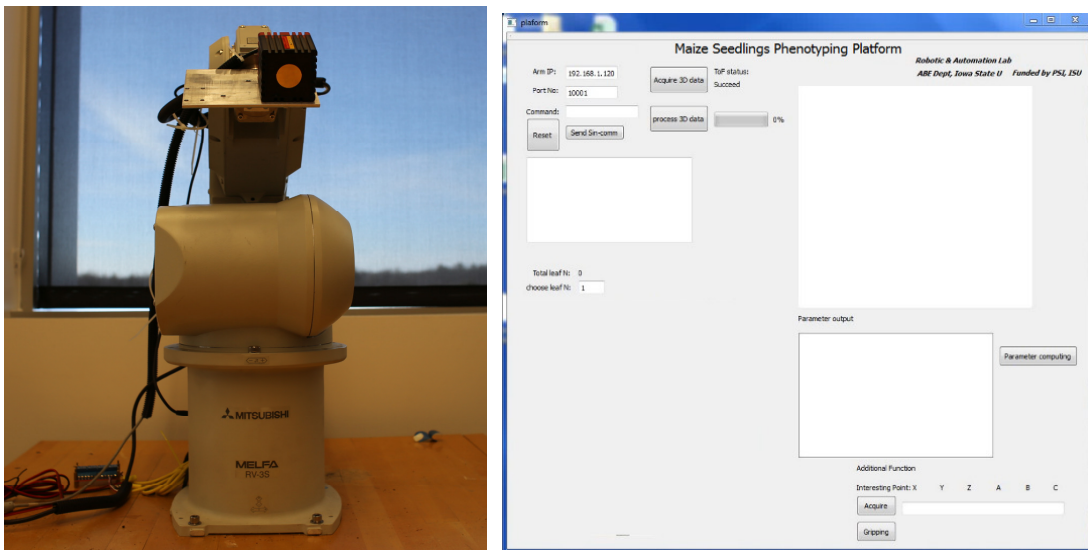 MITSUBISHI
MELFA
RV-3S
plaform
Maize Seedlings Phenotyping Platform
Robotic & Automation Lab
ABE Dept, Iowa State U Funded by PSI, ISU
Arm IP: 192.168.1.120
Port No: 10001
Command:
Reset
Send Sin-comm
Acquire 3D data
ToF status:
Succeed
process 3D data
0%
Total leaf N: 0
choose leaf N: 1
Parameter output
Parameter computing
Additional Function
Interesting Point: X Y Z A B C
Acquire
Gripping